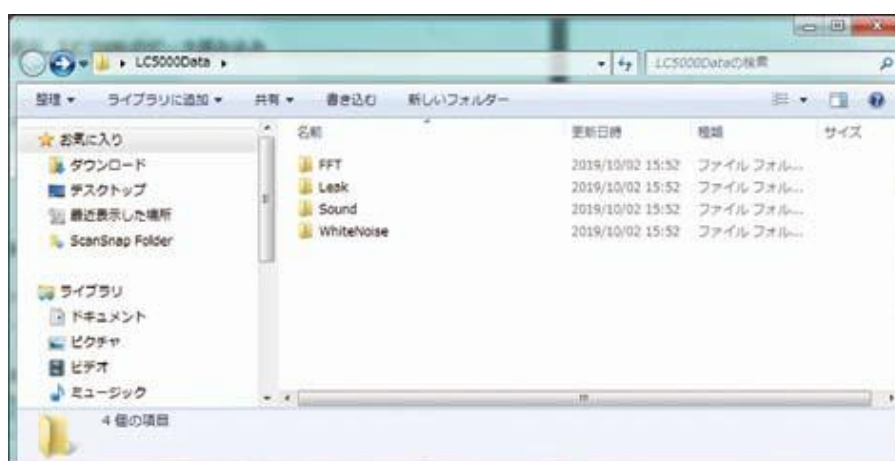 LC5000Data
LC5000Dataの検索
整理 ライブラリに追加 共有 書き込む 新しいフォルダー
お気に入り
ダウンロード
デスクトップ
最近表示した場所
ScanSnap Folder
ライブラリ
ドキュメント
ピクチャ
ビデオ
ミュージック
名前 更新日時 種類 サイズ
FFT 2019/10/02 15:52 ファイル フォル...
Leak 2019/10/02 15:52 ファイル フォル...
Sound 2019/10/02 15:52 ファイル フォル...
WhiteNoise 2019/10/02 15:52 ファイル フォル...
4 個の項目